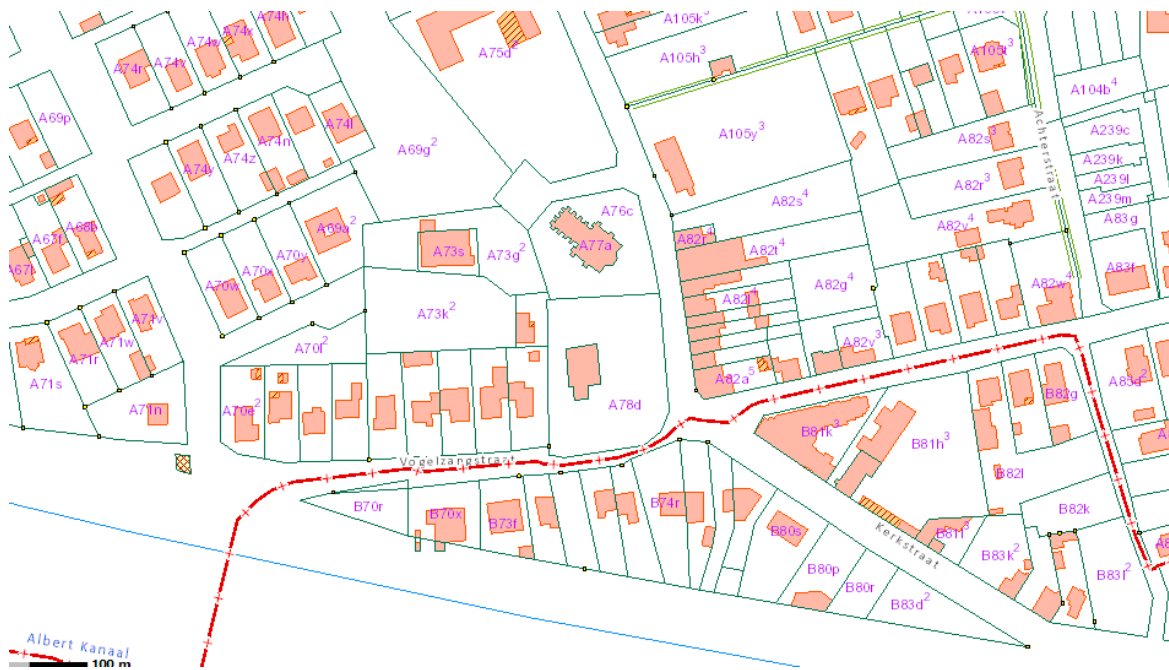 A74h
A105k³
A74w
A74x
A75d
A105h³
A105t³
A74r
A74v
A104b⁴
A69p
A74l
A69g²
A105y³
A82s³
A239c
A74n
A74z
A239k
A74y
A82r³
A239l
A82s⁴
A239m
A76c
A83g
A69a²
A82v⁴
A67f
A68b
A77a
A82r⁴
A82t⁴
A73s
A73g²
A70y
A70x
A83f
A67l
A70w
A82g⁴
A82w⁴
A82l⁴
A73k²
A71v
A71w
A70l²
A82v³
A71r
A82a⁵
A71s
A83d²
B82g
A71n
A70e²
A78d
B81k³
B81h³
Achterstraat
Vogelzangstraat
B82l
B70r
B70x
B73f
B74r
B82k
B80s
Kerkstraat
B81l³
B83k²
B80p
B80r
B83d²
B83l²
Albert Kanaal
100 m